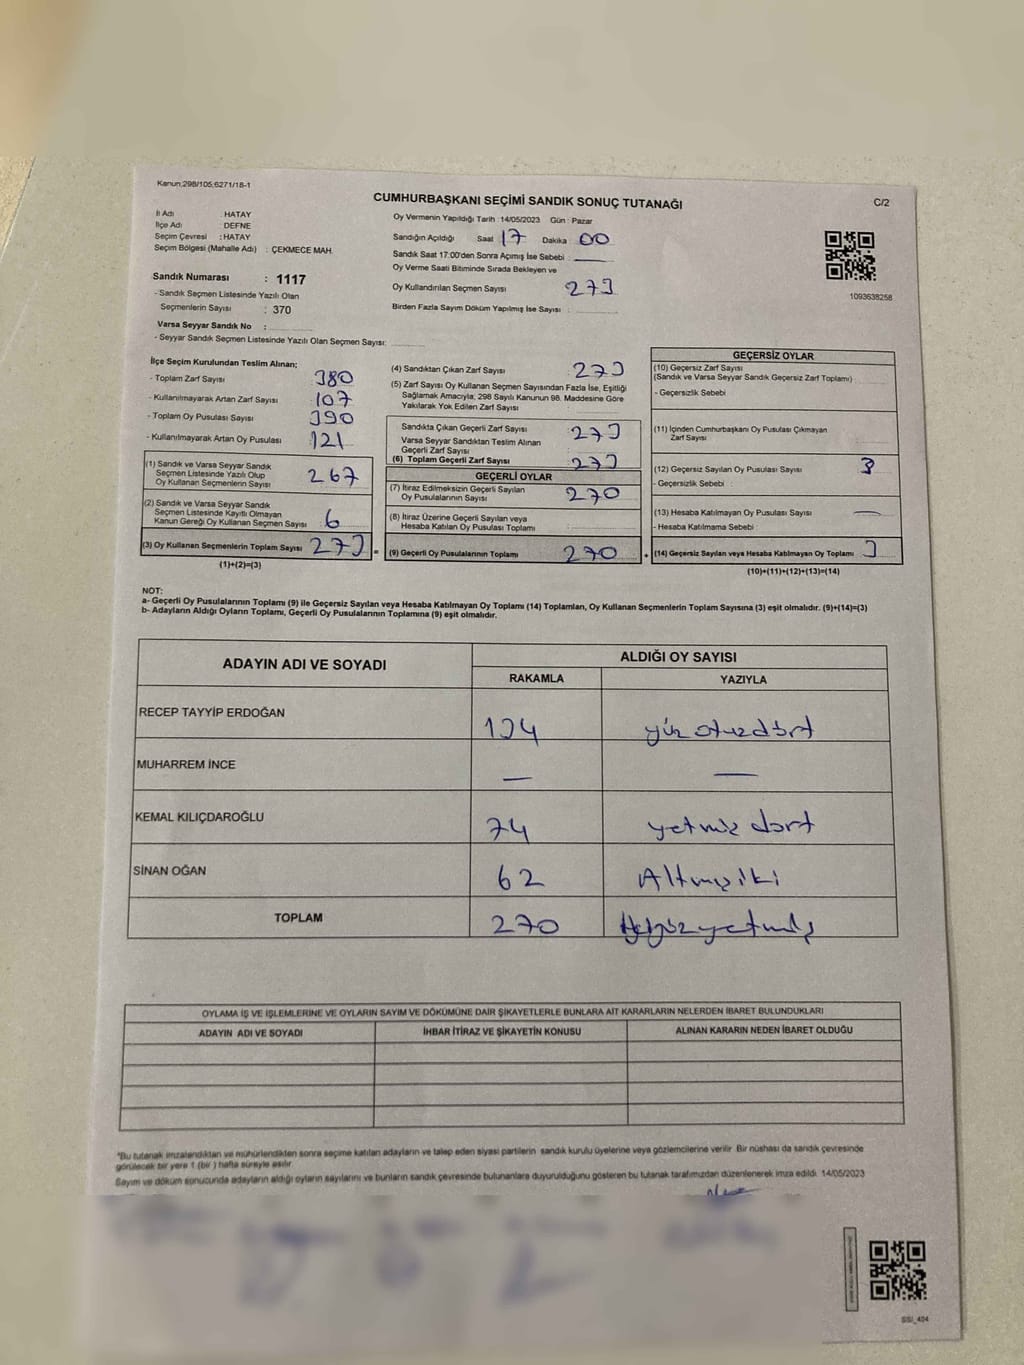 Kanun;298/105,6271/18-1
CUMHURBAŞKANI SEÇİMİ SANDIK SONUÇ TUTANAĞI
C/2
İl Adı : HATAY
İlçe Adı : DEFNE
Seçim Çevresi : HATAY
Seçim Bölgesi (Mahalle Adı) : ÇEKMECE MAH.
Sandık Numarası : 1117
- Sandık Seçmen Listesinde Yazılı Olan
Seçmenlerin Sayısı : 370
Varsa Seyyar Sandık No :
- Seyyar Sandık Seçmen Listesinde Yazılı Olan Seçmen Sayısı:
Oy Vermenin Yapıldığı Tarih : 14/05/2023 Gün : Pazar
Sandığın Açıldığı Saat 17 Dakika : 00
Sandık Saat 17:00'den Sonra Açımış İse Sebebi : —
Oy Verme Saati Bitiminde Sırada Bekleyen ve
Oy Kullandırılan Seçmen Sayısı 273
Birden Fazla Sayım Döküm Yapılmış İse Sayısı :
1093638258
İlçe Seçim Kurulundan Teslim Alınan;
- Toplam Zarf Sayısı 380
- Kullanılmayarak Artan Zarf Sayısı 107
- Toplam Oy Pusulası Sayısı 390
- Kullanılmayarak Artan Oy Pusulası 121
(1) Sandık ve Varsa Seyyar Sandık
Seçmen Listesinde Yazılı Olup
Oy Kullanan Seçmenlerin Sayısı 267
(2) Sandık ve Varsa Seyyar Sandık
Seçmen Listesinde Kayıtlı Olmayan
Kanun Gereği Oy Kullanan Seçmen Sayısı 6
(3) Oy Kullanan Seçmenlerin Toplam Sayısı 273 =
(1)+(2)=(3)
(4) Sandıktan Çıkan Zarf Sayısı : 273
(5) Zarf Sayısı Oy Kullanan Seçmen Sayısından Fazla İse, Eşitliği
Sağlamak Amacıyla; 298 Sayılı Kanunun 98. Maddesine Göre
Yakılarak Yok Edilen Zarf Sayısı :
Sandıkta Çıkan Geçerli Zarf Sayısı : 273
Varsa Seyyar Sandıktan Teslim Alınan
Geçerli Zarf Sayısı :
(6) Toplam Geçerli Zarf Sayısı : 273
GEÇERLİ OYLAR
(7) İtiraz Edilmeksizin Geçerli Sayılan
Oy Pusulalarının Sayısı : 270
(8) İtiraz Üzerine Geçerli Sayılan veya
Hesaba Katılan Oy Pusulası Toplamı :
(9) Geçerli Oy Pusulalarının Toplamı 270 +
GEÇERSİZ OYLAR
(10) Geçersiz Zarf Sayısı
(Sandık ve Varsa Seyyar Sandık Geçersiz Zarf Toplamı)
- Geçersizlik Sebebi
(11) İçinden Cumhurbaşkanı Oy Pusulası Çıkmayan
Zarf Sayısı
(12) Geçersiz Sayılan Oy Pusulası Sayısı : 3
- Geçersizlik Sebebi :
(13) Hesaba Katılmayan Oy Pusulası Sayısı : —
- Hesaba Katılmama Sebebi :
(14) Geçersiz Sayılan veya Hesaba Katılmayan Oy Toplamı 3
(10)+(11)+(12)+(13)=(14)
NOT:
a- Geçerli Oy Pusulalarının Toplamı (9) ile Geçersiz Sayılan veya Hesaba Katılmayan Oy Toplamı (14) Toplamları, Oy Kullanan Seçmenlerin Toplam Sayısına (3) eşit olmalıdır. (9)+(14)=(3)
b- Adayların Aldığı Oyların Toplamı, Geçerli Oy Pusulalarının Toplamına (9) eşit olmalıdır.
ADAYIN ADI VE SOYADI ALDIĞI OY SAYISI
RAKAMLA YAZIYLA
RECEP TAYYİP ERDOĞAN 134 yüz otuzdört
MUHARREM İNCE — —
KEMAL KILIÇDAROĞLU 74 yetmiş dört
SİNAN OĞAN 62 Altmışiki
TOPLAM 270 ikiyüzyetmiş
OYLAMA İŞ VE İŞLEMLERİNE VE OYLARIN SAYIM VE DÖKÜMÜNE DAİR ŞİKAYETLERLE BUNLARA AİT KARARLARIN NELERDEN İBARET BULUNDUKLARI
ADAYIN ADI VE SOYADI İHBAR İTİRAZ VE ŞİKAYETİN KONUSU ALINAN KARARIN NEDEN İBARET OLDUĞU
*Bu tutanak imzalandıktan ve mühürlendikten sonra seçime katılan adayların ve talep eden siyasi partilerin sandık kurulu üyelerine veya gözlemcilerine verilir. Bir nüshası da sandık çevresinde
görülecek bir yere 1 (bir ) hafta süreyle asılır.
Sayım ve döküm sonucunda adayların aldığı oyların sayılarını ve bunların sandık çevresinde bulunanlara duyurulduğunu gösteren bu tutanak tarafımızdan düzenlenerek imza edildi. 14/05/2023
SSI_404